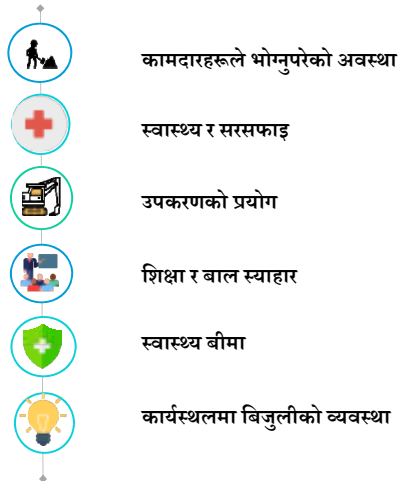 कामदारहरूले भोग्नुपरेको अवस्था
स्वास्थ्य र सरसफाइ
उपकरणको प्रयोग
शिक्षा र बाल स्याहार
स्वास्थ्य बीमा
कार्यस्थलमा बिजुलीको व्यवस्था